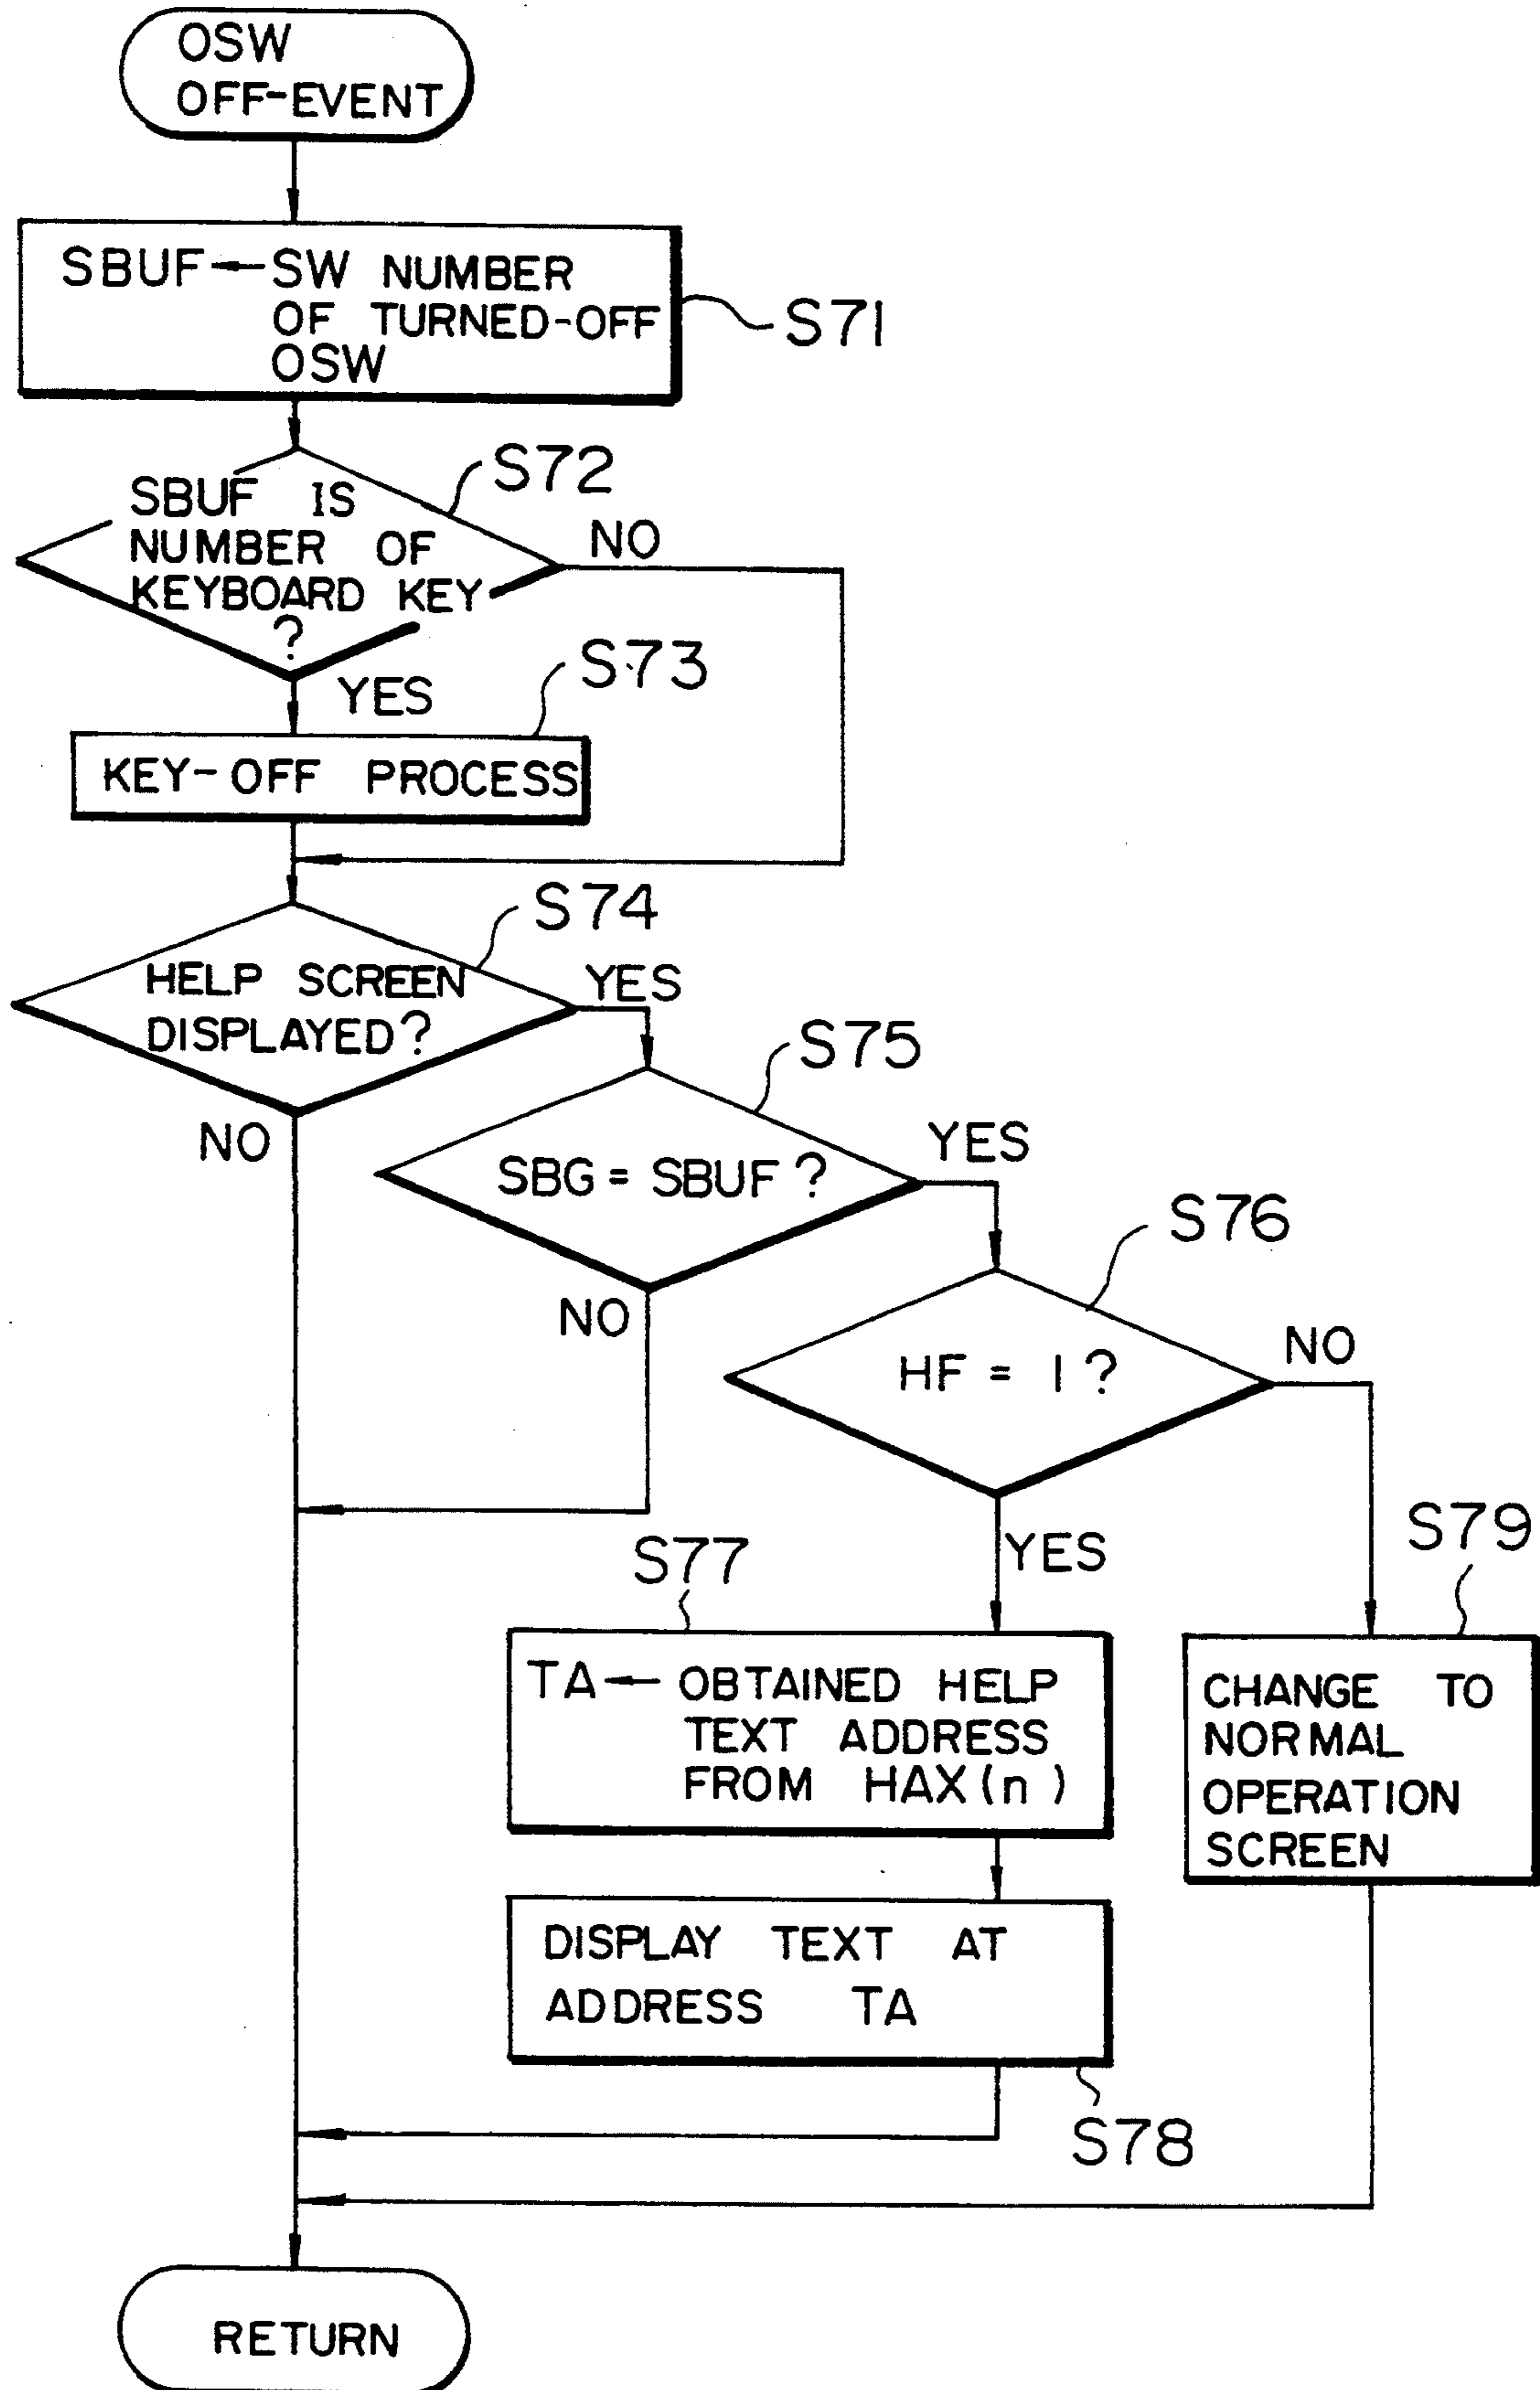 OSW
OFF-EVENT
SBUF←SW NUMBER
OF TURNED-OFF
OSW
S71
S72
SBUF IS
NUMBER OF
KEYBOARD KEY
?
NO
YES
S73
KEY-OFF PROCESS
S74
HELP SCREEN
DISPLAYED?
YES
NO
S75
SBG = SBUF?
YES
NO
S76
HF = 1?
NO
YES
S77
TA← OBTAINED HELP
TEXT ADDRESS
FROM HAX(n)
S79
CHANGE TO
NORMAL
OPERATION
SCREEN
DISPLAY TEXT AT
ADDRESS TA
S78
RETURN